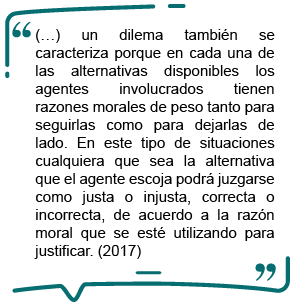 (…) un dilema también se
caracteriza porque en cada una de
las alternativas disponibles los
agentes involucrados tienen
razones morales de peso tanto para
seguirlas como para dejarlas de
lado. En este tipo de situaciones
cualquiera que sea la alternativa
que el agente escoja podrá juzgarse
como justa o injusta, correcta o
incorrecta, de acuerdo a la razón
moral que se esté utilizando para
justificar. (2017)